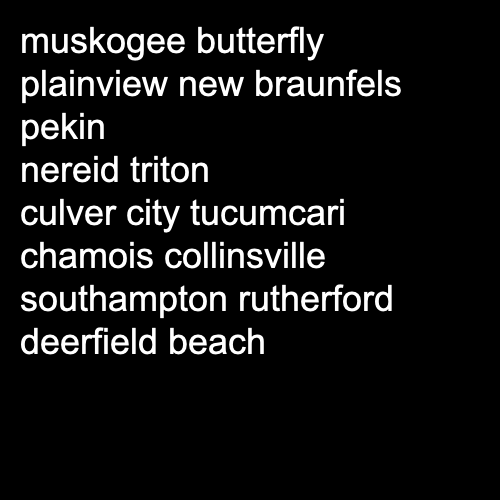 muskogee butterfly
plainview new braunfels
pekin
nereid triton
culver city tucumcari
chamois collinsville
southampton rutherford
deerfield beach